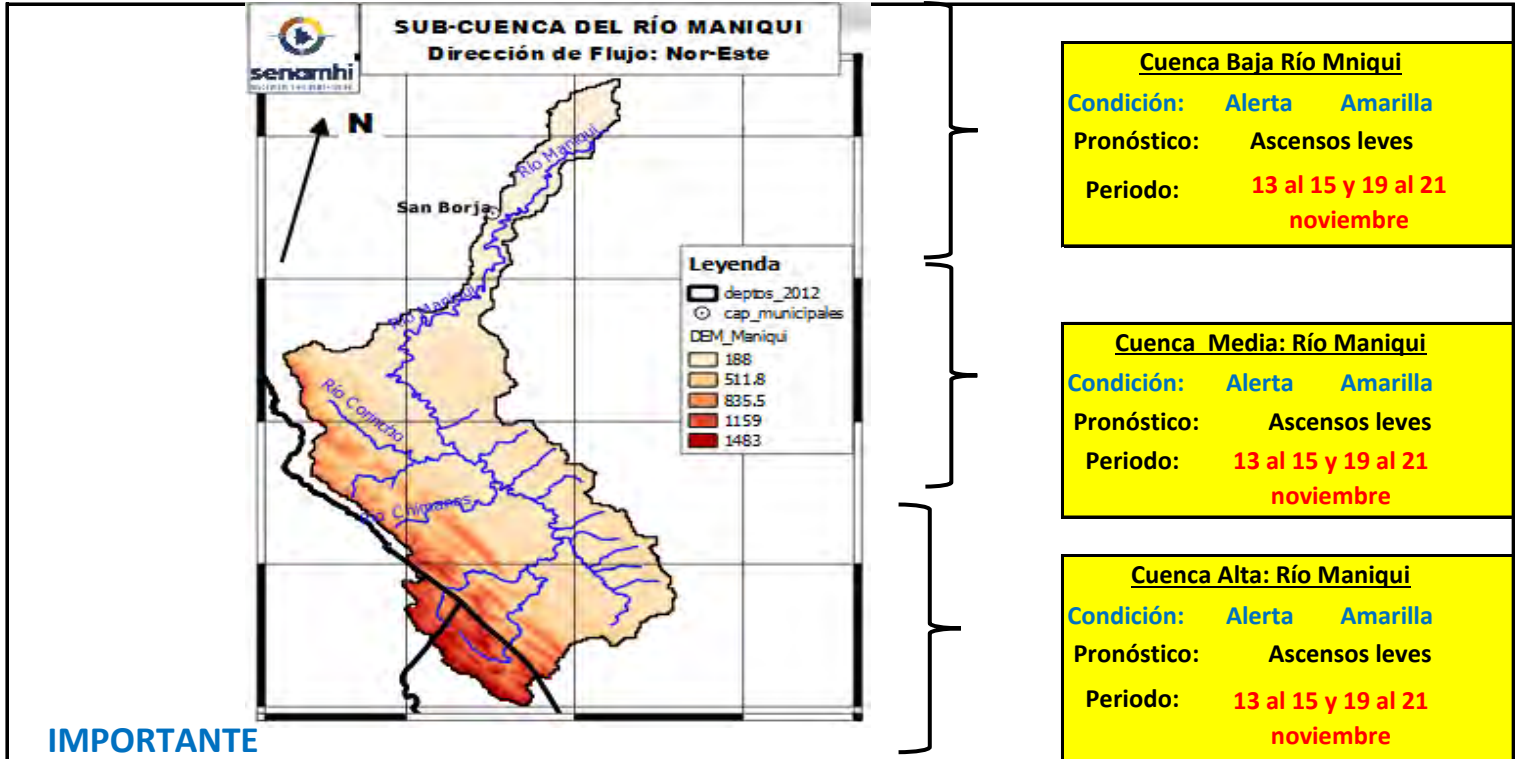 SUB-CUENCA DEL RÍO MANIQUI
Dirección de Flujo: Nor-Este
senamhi
N
Río Maniqui
San Borja
Río Maniqui
Río Corincho
Río Chimanes
Leyenda
deptos_2012
cap_municipales
DEM_Maniqui
188
511.8
835.5
1159
1483
Cuenca Baja Río Mniqui
Condición: Alerta Amarilla
Pronóstico: Ascensos leves
Periodo: 13 al 15 y 19 al 21
noviembre
Cuenca Media: Río Maniqui
Condición: Alerta Amarilla
Pronóstico: Ascensos leves
Periodo: 13 al 15 y 19 al 21
noviembre
Cuenca Alta: Río Maniqui
Condición: Alerta Amarilla
Pronóstico: Ascensos leves
Periodo: 13 al 15 y 19 al 21
noviembre
IMPORTANTE